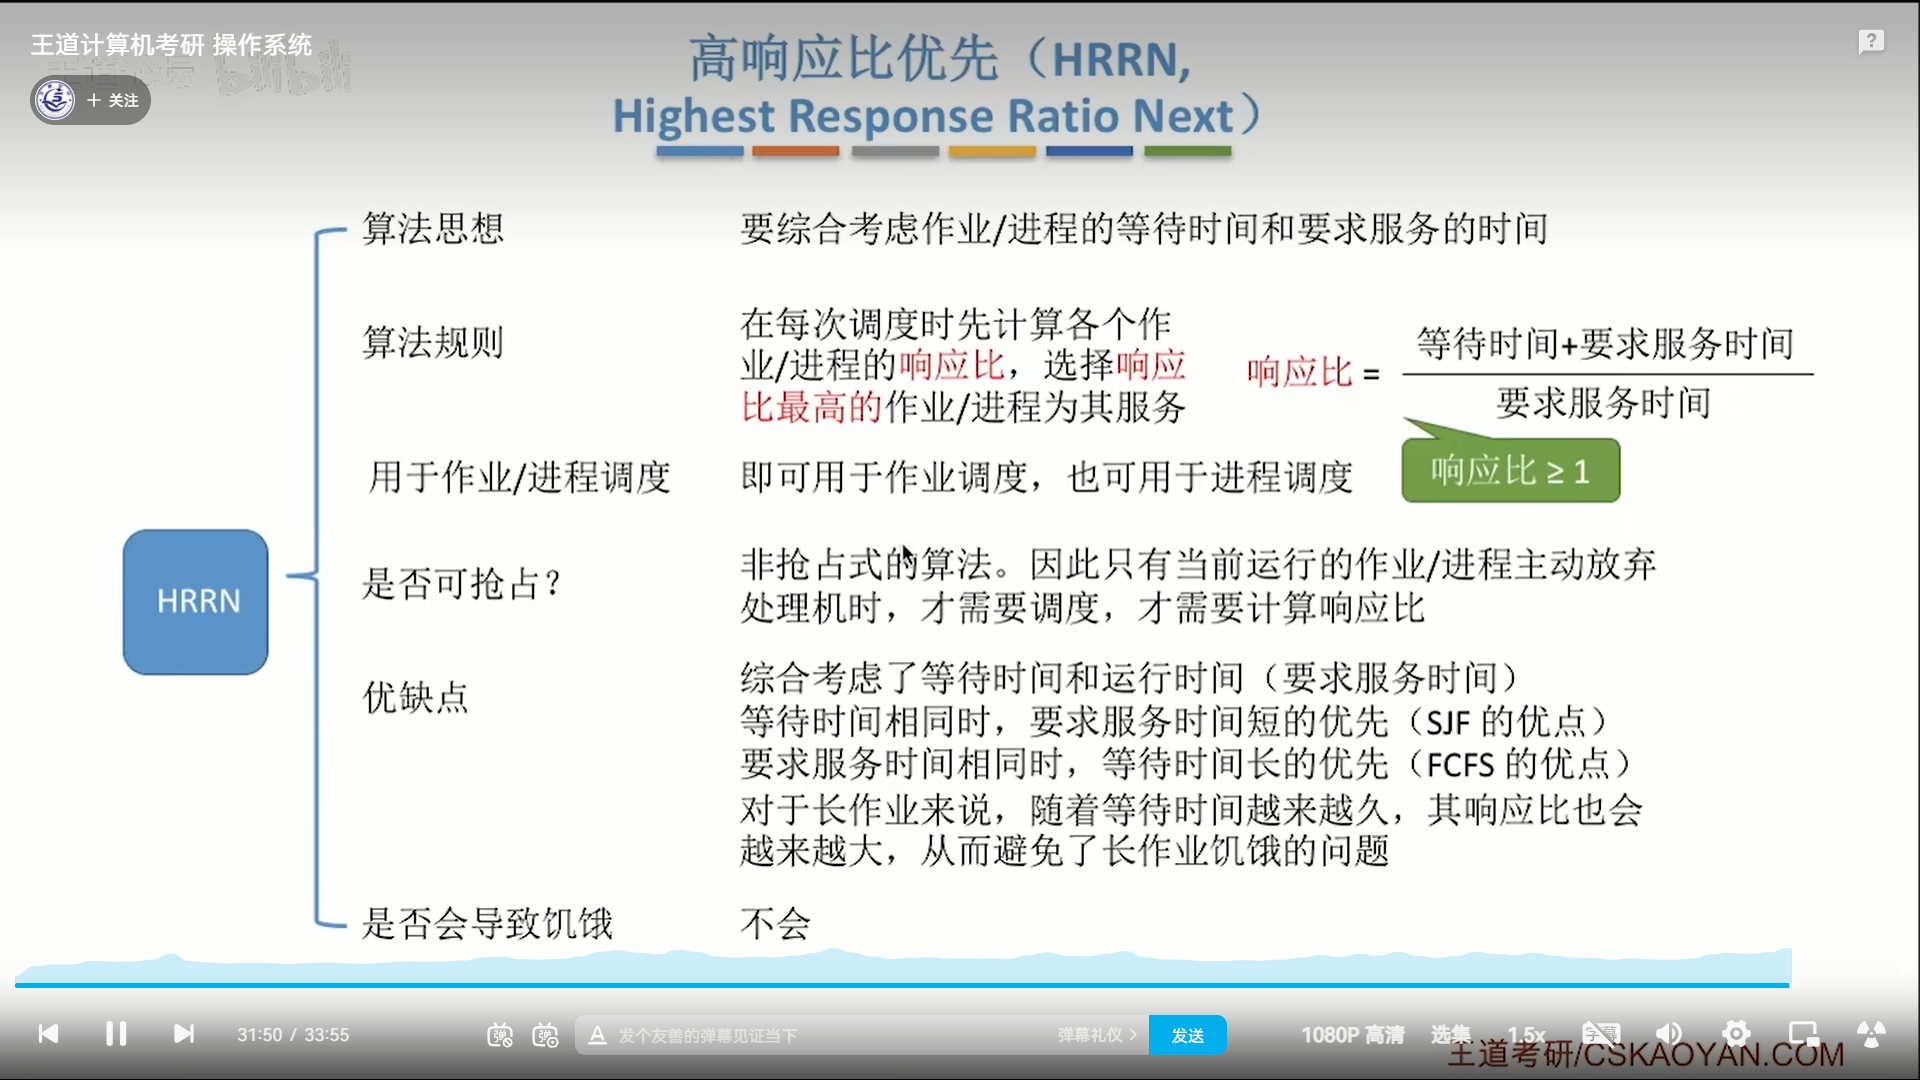 王道计算机考研 操作系统
bilibili
+ 关注
高响应比优先（HRRN,
Highest Response Ratio Next）
算法思想
要综合考虑作业/进程的等待时间和要求服务的时间
算法规则
在每次调度时先计算各个作
业/进程的响应比，选择响应
比最高的作业/进程为其服务
响应比 =
等待时间+要求服务时间
要求服务时间
响应比 ≥ 1
用于作业/进程调度
即可用于作业调度，也可用于进程调度
HRRN
是否可抢占？
非抢占式的算法。因此只有当前运行的作业/进程主动放弃
处理机时，才需要调度，才需要计算响应比
优缺点
综合考虑了等待时间和运行时间（要求服务时间）
等待时间相同时，要求服务时间短的优先（SJF 的优点）
要求服务时间相同时，等待时间长的优先（FCFS 的优点）
对于长作业来说，随着等待时间越来越久，其响应比也会
越来越大，从而避免了长作业饥饿的问题
是否会导致饥饿
不会
31:50 / 33:55
弹
弹
A 发个友善的弹幕见证当下
弹幕礼仪 >
发送
1080P 高清
选集
1.5x
字幕
王道考研/CSKAOYAN.COM